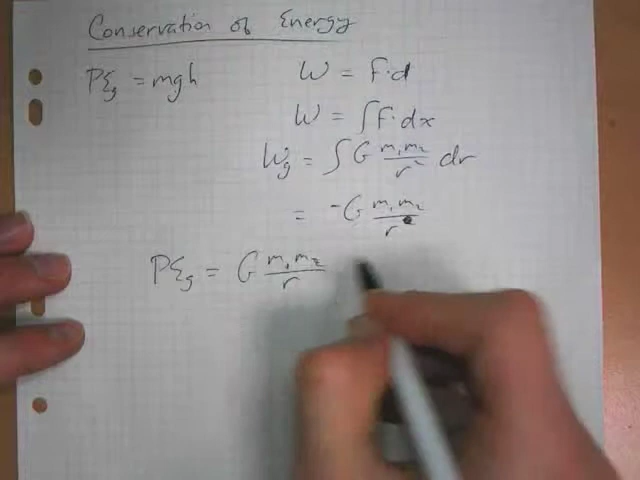 Conservation of Energy
PEg = mgh
W = F·d
W = ∫F·dx
Wg = ∫G m₁m₂/r² dr
= -G m₁m₂/r
PEg = G m₁m₂/r